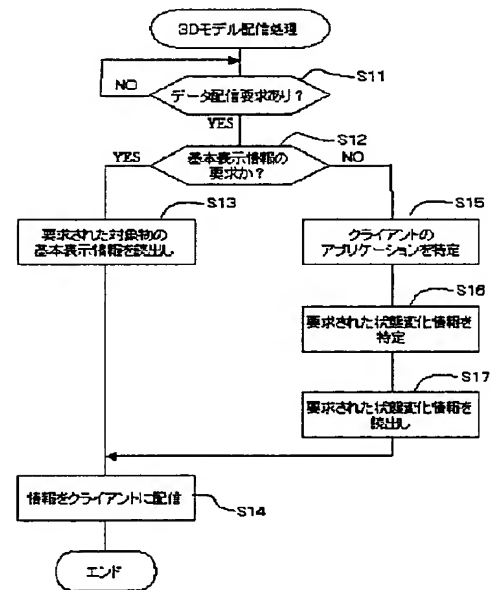 3Dモデル配信処理
S11
データ配信要求あり?
NO
YES
S12
基本表示情報の
要求か?
YES
NO
S13
要求された対象物の
基本表示情報を読出し
S15
クライアントの
アプリケーションを特定
S16
要求された状態変化情報を
特定
S17
要求された状態変化情報を
読出し
情報をクライアントに配信
S14
エンド